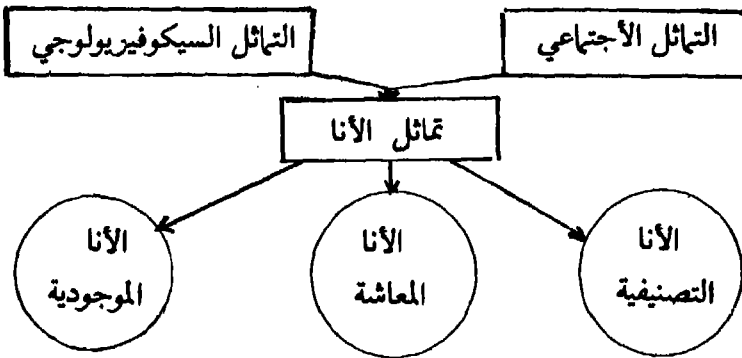 التماثل الأجتماعي
التماثل السيكوفيزيولوجي
تماثل الأنا
الأنا
التصنيفية
الأنا
المعاشة
الأنا
الموجودية